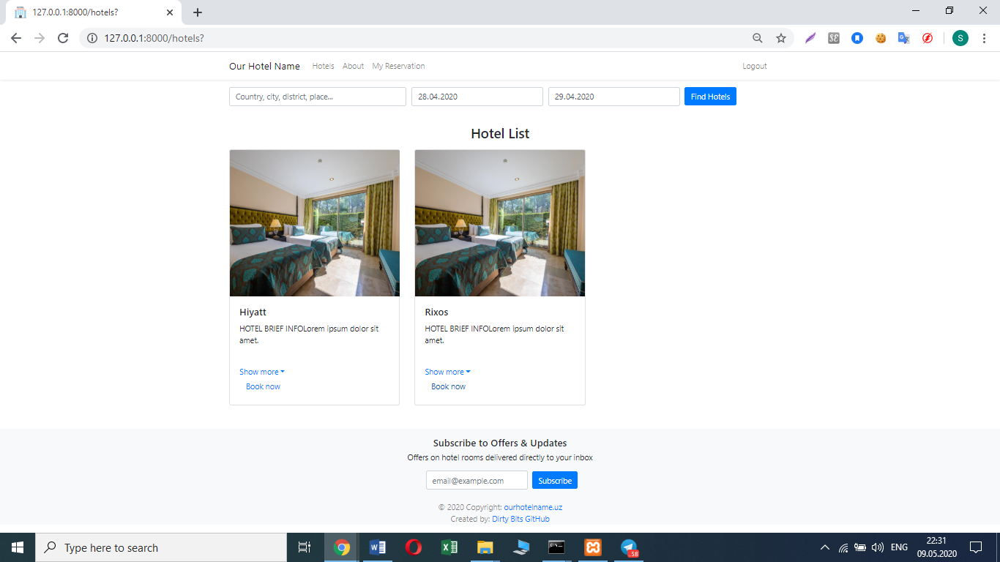 127.0.0.1:8000/hotels?
127.0.0.1:8000/hotels?
S
Our Hotel Name Hotels About My Reservation Logout
Country, city, district, place... 28.04.2020 29.04.2020 Find Hotels
Hotel List
Hiyatt
HOTEL BRIEF INFOLorem ipsum dolor sit
amet.
Show more
Book now
Rixos
HOTEL BRIEF INFOLorem ipsum dolor sit
amet.
Show more
Book now
Subscribe to Offers & Updates
Offers on hotel rooms delivered directly to your inbox
email@example.com Subscribe
© 2020 Copyright: ourhotelname.uz
Created by: Dirty Bits GitHub
Type here to search
.58
ENG
22:31
09.05.2020